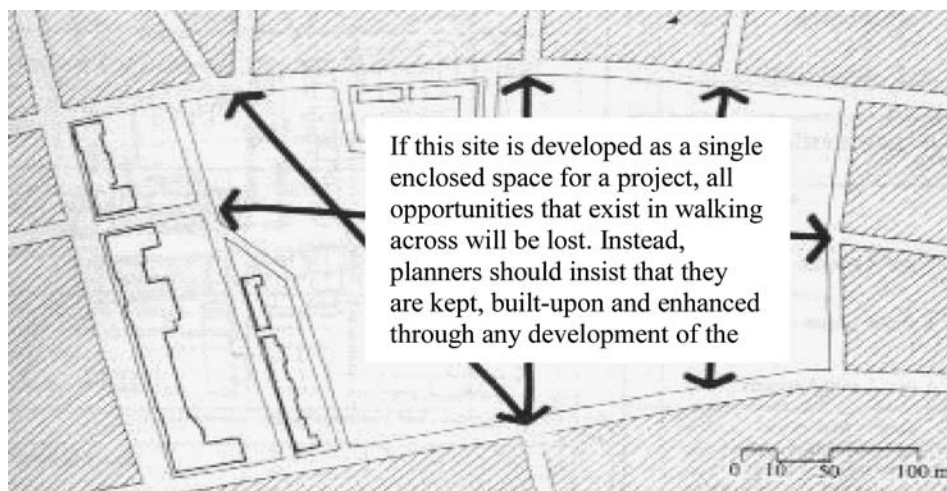 If this site is developed as a single
enclosed space for a project, all
opportunities that exist in walking
across will be lost. Instead,
planners should insist that they
are kept, built-upon and enhanced
through any development of the
0 10 50 100 m